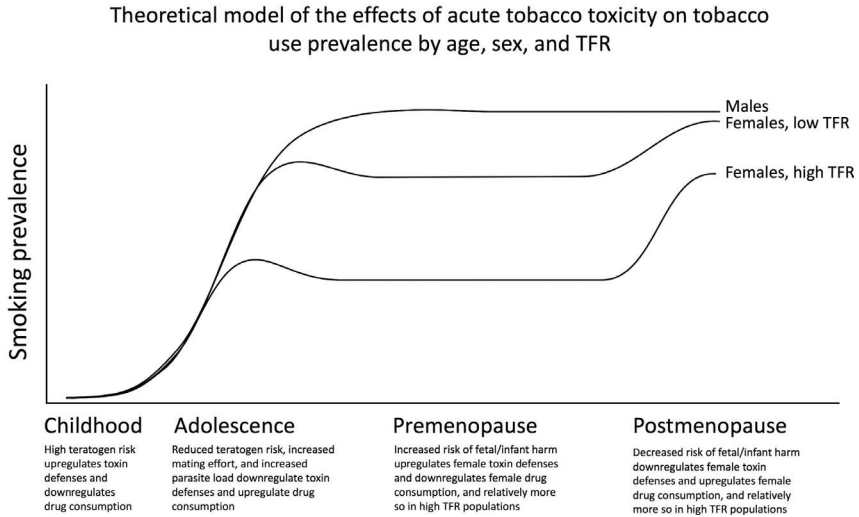 Theoretical model of the effects of acute tobacco toxicity on tobacco
use prevalence by age, sex, and TFR
Smoking prevalence
Males
Females, low TFR
Females, high TFR
Childhood
High teratogen risk
upregulates toxin
defenses and
downregulates
drug consumption
Adolescence
Reduced teratogen risk, increased
mating effort, and increased
parasite load downregulate toxin
defenses and upregulate drug
consumption
Premenopause
Increased risk of fetal/infant harm
upregulates female toxin defenses
and downregulates female drug
consumption, and relatively more
so in high TFR populations
Postmenopause
Decreased risk of fetal/infant harm
downregulates female toxin
defenses and upregulates female
drug consumption, and relatively
more so in high TFR populations